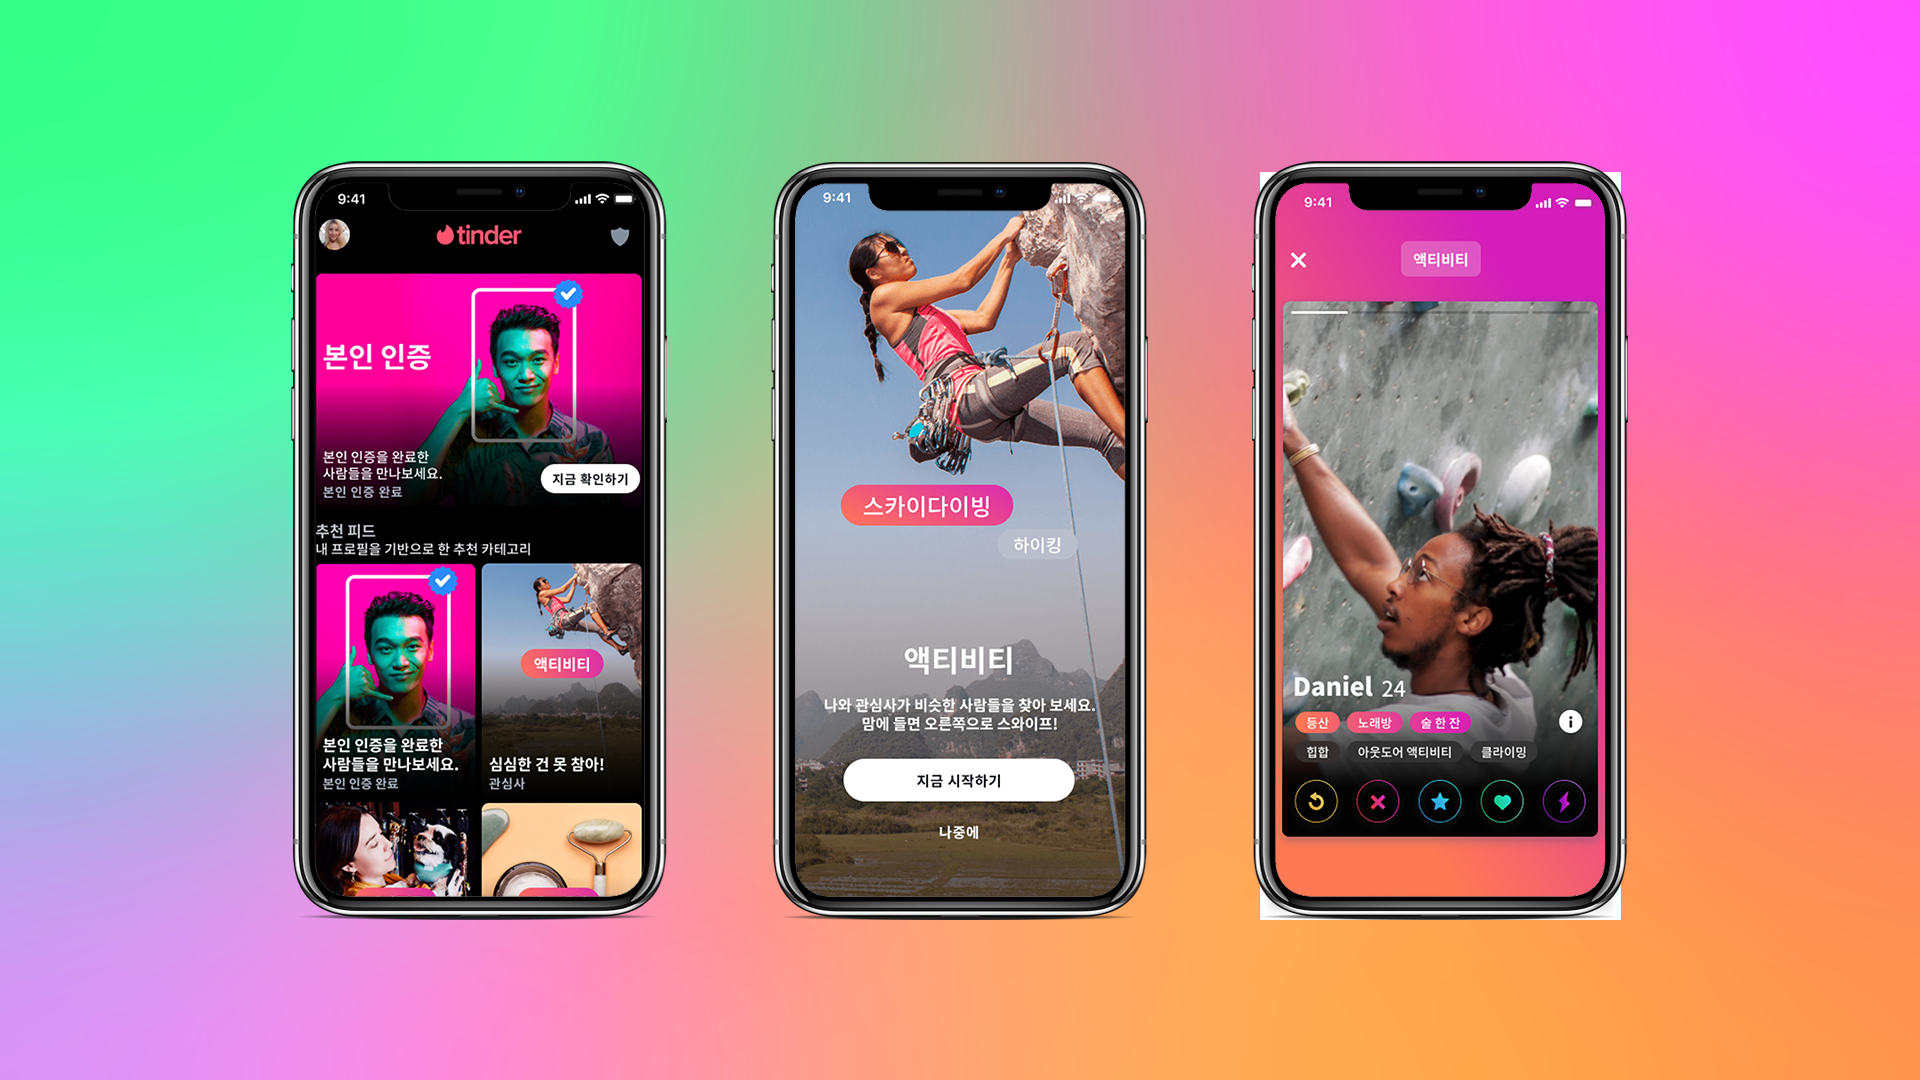 9:41
tinder
본인 인증
본인 인증을 완료한
사람들을 만나보세요.
본인 인증 완료
지금 확인하기
추천 피드
내 프로필을 기반으로 한 추천 카테고리
본인 인증을 완료한
사람들을 만나보세요.
본인 인증 완료
액티비티
심심한 건 못 참아!
관심사
9:41
스카이다이빙
하이킹
액티비티
나와 관심사가 비슷한 사람들을 찾아 보세요.
맘에 들면 오른쪽으로 스와이프!
지금 시작하기
나중에
9:41
액티비티
Daniel 24
등산 노래방 술 한 잔
힙합 아웃도어 액티비티 클라이밍